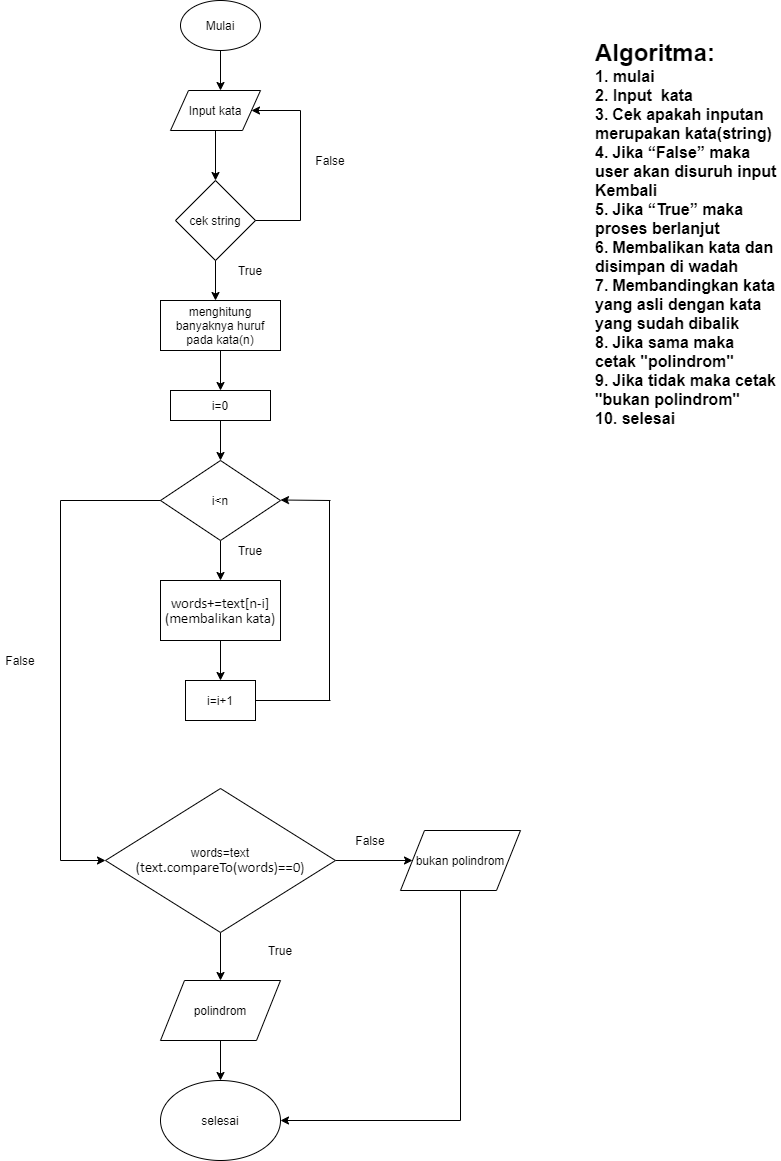 Mulai
Input kata
False
cek string
True
menghitung
banyaknya huruf
pada kata(n)
i=0
i<n
True
words+=text[n-i]
(membalikan kata)
False
i=i+1
words=text
(text.compareTo(words)==0)
False
bukan polindrom
True
polindrom
selesai
Algoritma:
1. mulai
2. Input  kata
3. Cek apakah inputan
merupakan kata(string)
4. Jika “False” maka
user akan disuruh input
Kembali
5. Jika “True” maka
proses berlanjut
6. Membalikan kata dan
disimpan di wadah
7. Membandingkan kata
yang asli dengan kata
yang sudah dibalik
8. Jika sama maka
cetak "polindrom"
9. Jika tidak maka cetak
"bukan polindrom"
10. selesai